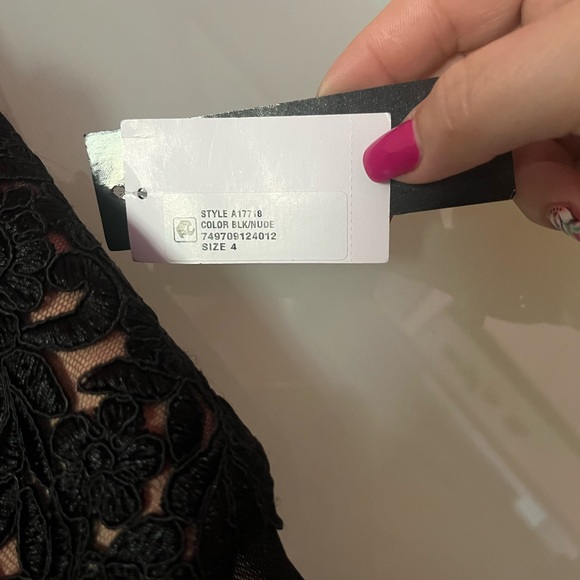 STYLE A17718
COLOR BLK/NUDE
749709124012
SIZE 4